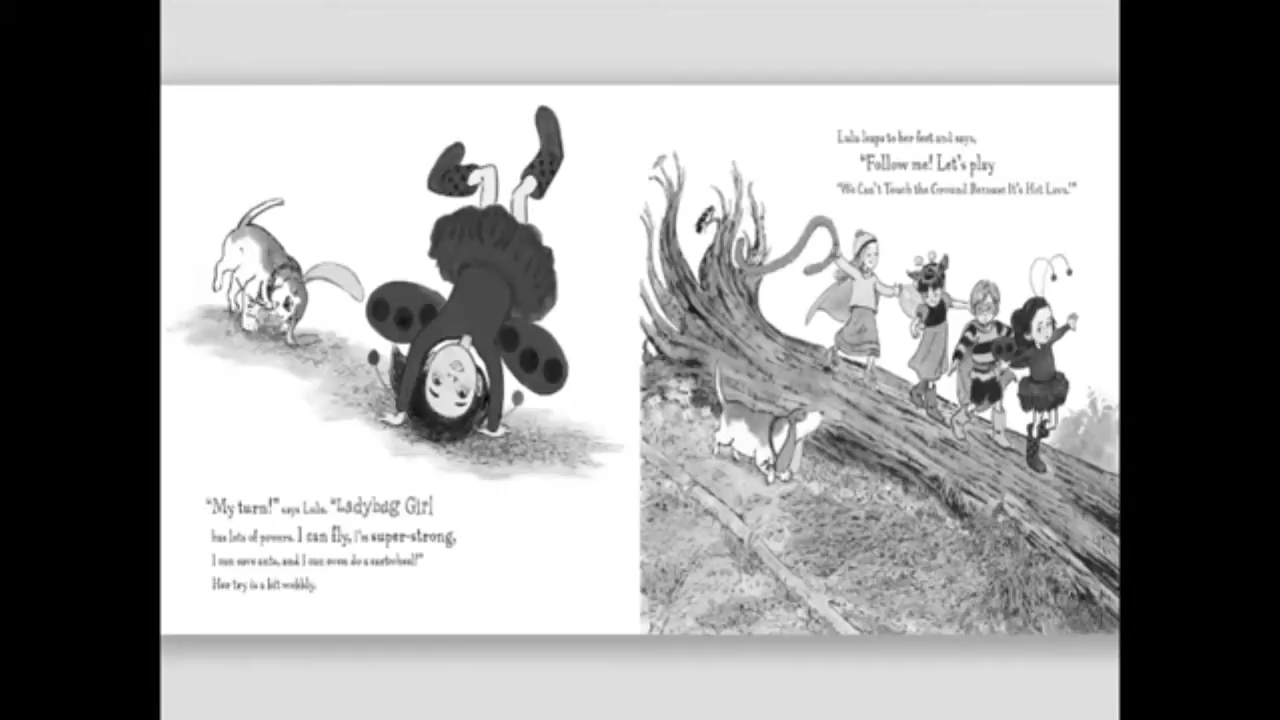 "My turn!" says Lulu. "Ladybug Girl
has lots of powers. I can fly, I'm super-strong,
I can save ants, and I can even do a cartwheel!"
Her try is a bit wobbly.
Lulu leaps to her feet and says,
"Follow me! Let's play
'We Can't Touch the Ground Because It's Hot Lava.'"